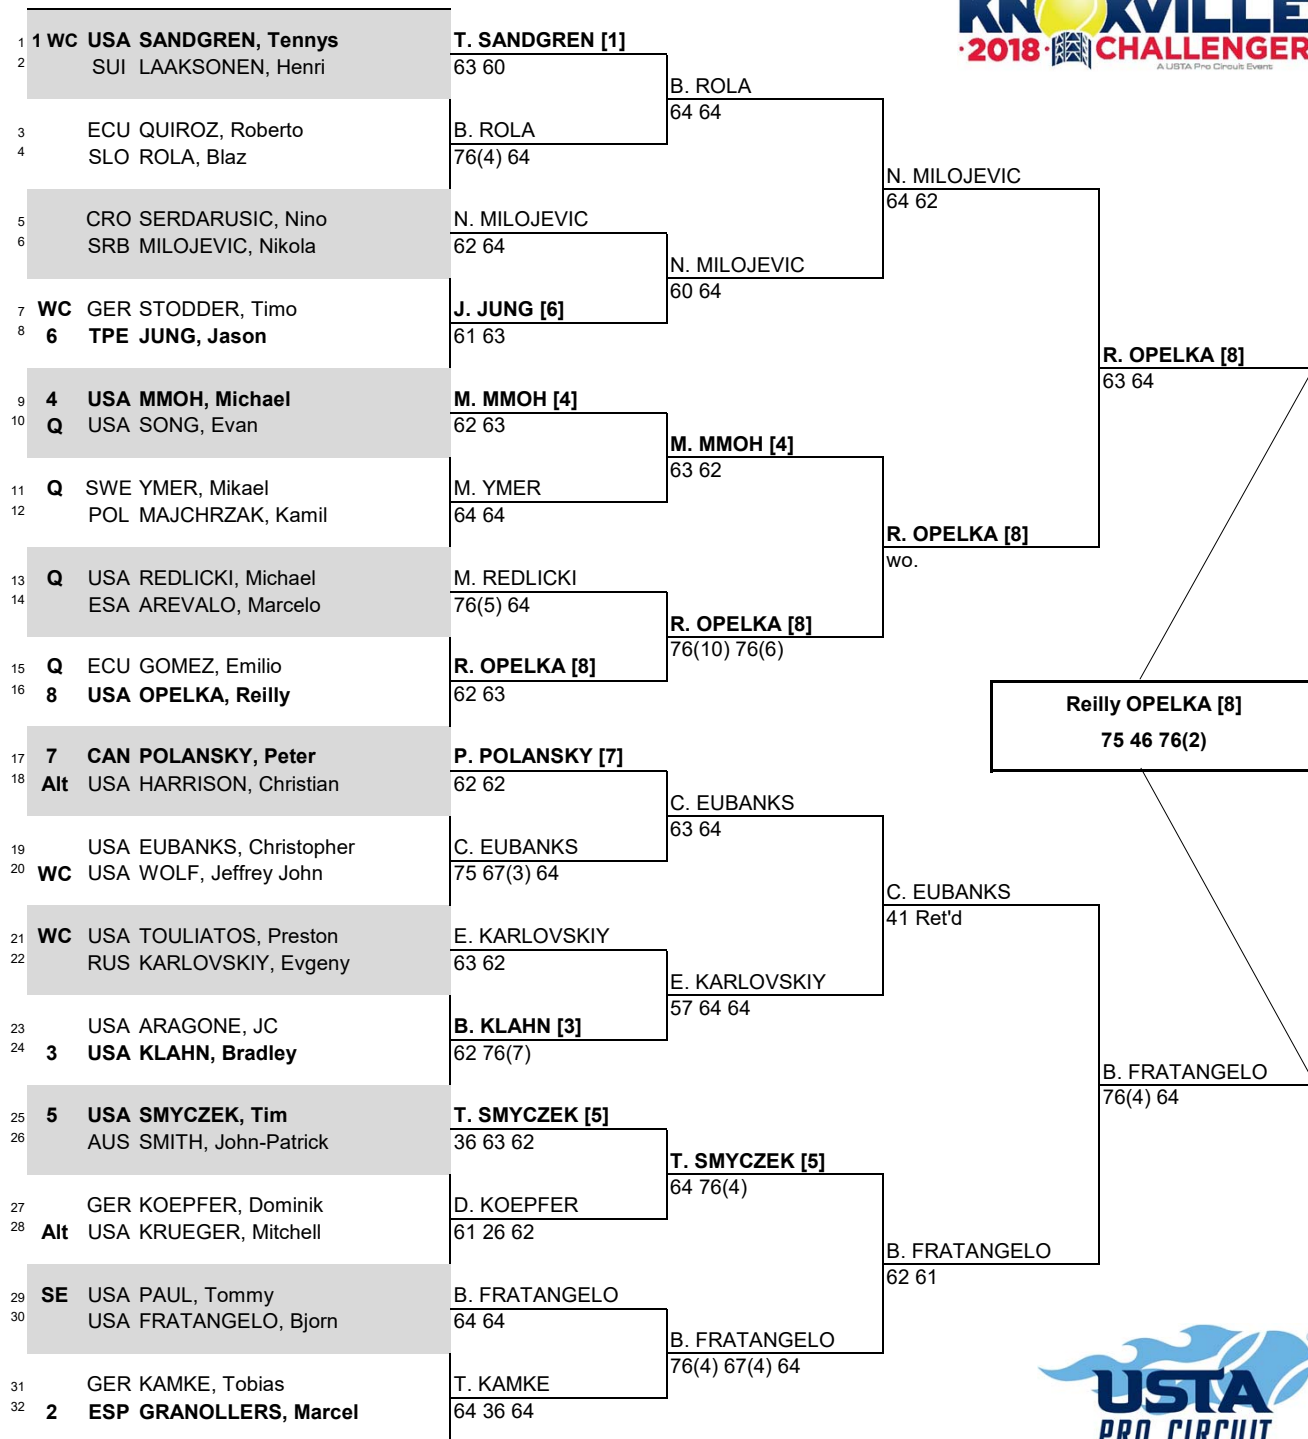 KNOXVILLE
·2018· CHALLENGER
A USTA Pro Circuit Event
1 1 WC USA SANDGREN, Tennys
2 SUI LAAKSONEN, Henri
3 ECU QUIROZ, Roberto
4 SLO ROLA, Blaz
5 CRO SERDARUSIC, Nino
6 SRB MILOJEVIC, Nikola
7 WC GER STODDER, Timo
8 6 TPE JUNG, Jason
9 4 USA MMOH, Michael
10 Q USA SONG, Evan
11 Q SWE YMER, Mikael
12 POL MAJCHRZAK, Kamil
13 Q USA REDLICKI, Michael
14 ESA AREVALO, Marcelo
15 Q ECU GOMEZ, Emilio
16 8 USA OPELKA, Reilly
17 7 CAN POLANSKY, Peter
18 Alt USA HARRISON, Christian
19 USA EUBANKS, Christopher
20 WC USA WOLF, Jeffrey John
21 WC USA TOULIATOS, Preston
22 RUS KARLOVSKIY, Evgeny
23 USA ARAGONE, JC
24 3 USA KLAHN, Bradley
25 5 USA SMYCZEK, Tim
26 AUS SMITH, John-Patrick
27 GER KOEPFER, Dominik
28 Alt USA KRUEGER, Mitchell
29 SE USA PAUL, Tommy
30 USA FRATANGELO, Bjorn
31 GER KAMKE, Tobias
32 2 ESP GRANOLLERS, Marcel
T. SANDGREN [1]
63 60
B. ROLA
76(4) 64
N. MILOJEVIC
62 64
J. JUNG [6]
61 63
M. MMOH [4]
62 63
M. YMER
64 64
M. REDLICKI
76(5) 64
R. OPELKA [8]
62 63
P. POLANSKY [7]
62 62
C. EUBANKS
75 67(3) 64
E. KARLOVSKIY
63 62
B. KLAHN [3]
62 76(7)
T. SMYCZEK [5]
36 63 62
D. KOEPFER
61 26 62
B. FRATANGELO
64 64
T. KAMKE
64 36 64
B. ROLA
64 64
N. MILOJEVIC
60 64
M. MMOH [4]
63 62
R. OPELKA [8]
76(10) 76(6)
C. EUBANKS
63 64
E. KARLOVSKIY
57 64 64
T. SMYCZEK [5]
64 76(4)
B. FRATANGELO
76(4) 67(4) 64
N. MILOJEVIC
64 62
R. OPELKA [8]
wo.
C. EUBANKS
41 Ret'd
B. FRATANGELO
62 61
R. OPELKA [8]
63 64
B. FRATANGELO
76(4) 64
Reilly OPELKA [8]
75 46 76(2)
USTA
PRO CIRCUIT